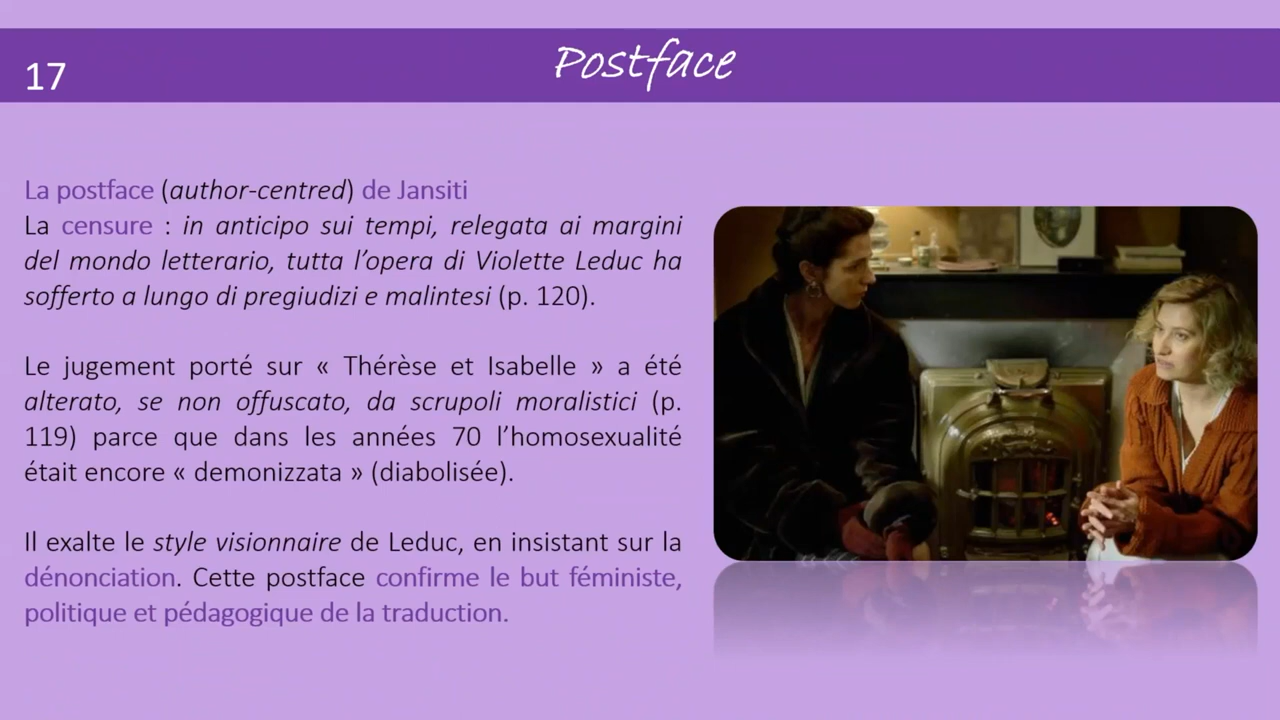 17
Postface
La postface (author-centred) de Jansiti
La censure : in anticipo sui tempi, relegata ai margini
del mondo letterario, tutta l’opera di Violette Leduc ha
sofferto a lungo di pregiudizi e malintesi (p. 120).
Le jugement porté sur « Thérèse et Isabelle » a été
alterato, se non offuscato, da scrupoli moralistici (p.
119) parce que dans les années 70 l’homosexualité
était encore « demonizzata » (diabolisée).
Il exalte le style visionnaire de Leduc, en insistant sur la
dénonciation. Cette postface confirme le but féministe,
politique et pédagogique de la traduction.